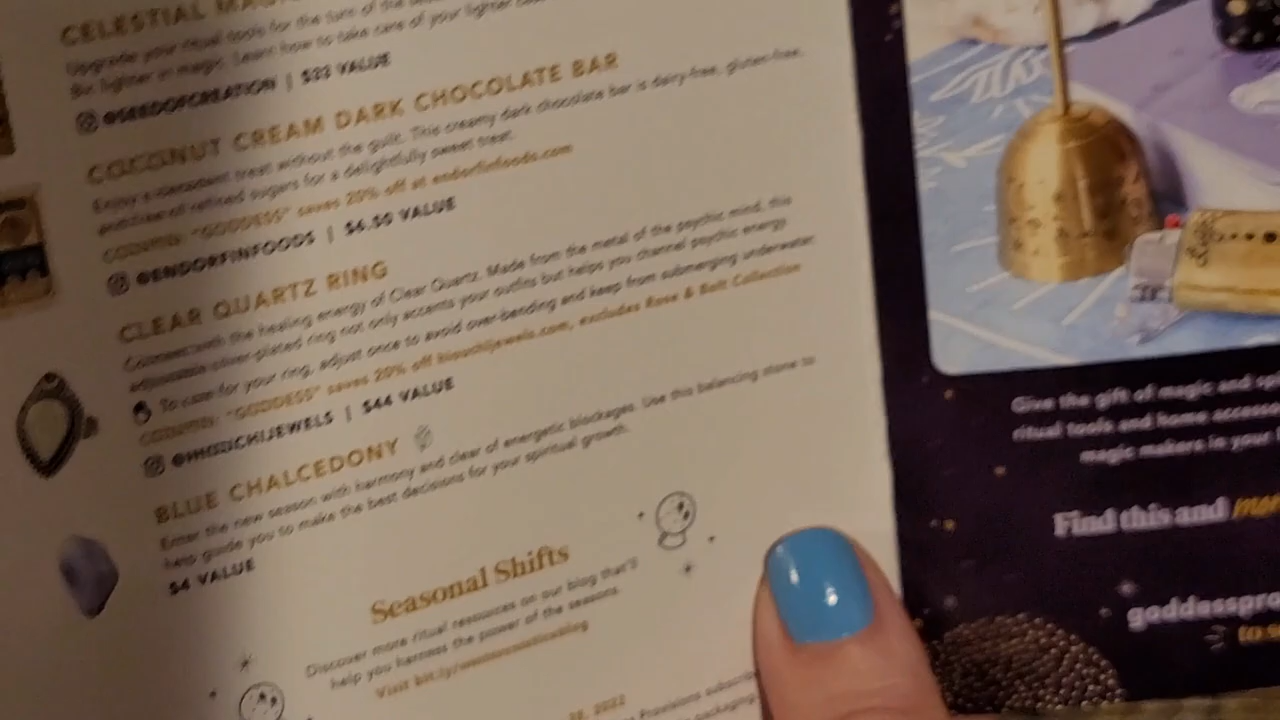 CELESTIAL
Upgrade your ritual tools for the turn of the
Bic lighter in magic. Learn how to take care of your lighter
@SEEDOFCREATION | $22 VALUE
COCONUT CREAM DARK CHOCOLATE BAR
Enjoy a decadent treat without the guilt. This creamy dark chocolate bar is dairy-free, gluten-free,
and free of refined sugars for a delightfully sweet treat.
"GODDESS" saves 20% off at endorfinfoods.com
@ENDORFINFOODS | $6.50 VALUE
CLEAR QUARTZ RING
Connect with the healing energy of Clear Quartz. Made from the metal of the psychic mind, this
adjustable silver-plated ring not only accents your outfits but helps you channel psychic energy.
To care for your ring, adjust once to avoid over-bending and keep from submerging underwater.
"GODDESS" saves 20% off excludes Rose & Bolt Collection
| $44 VALUE
BLUE CHALCEDONY
Enter the new season with harmony and clear of energetic blockages. Use this balancing stone to
help guide you to make the best decisions for your spiritual growth.
$4 VALUE
Seasonal Shifts
Discover more ritual resources on our blog that'll
help you harness the power of the seasons.
Visit
2022
Provisions
packaging,
Give the gift of magic and
ritual tools and home
magic makers in your
Find this and